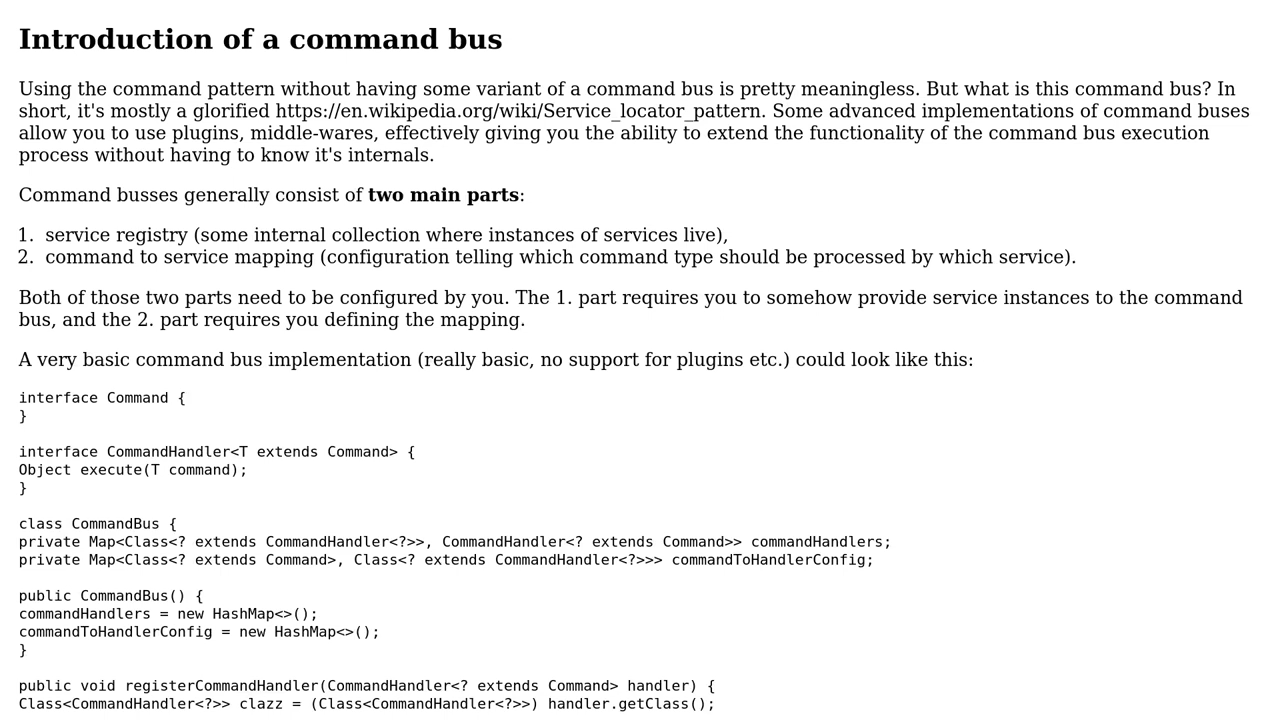 Introduction of a command bus
Using the command pattern without having some variant of a command bus is pretty meaningless. But what is this command bus? In
short, it's mostly a glorified https://en.wikipedia.org/wiki/Service_locator_pattern. Some advanced implementations of command buses
allow you to use plugins, middle-wares, effectively giving you the ability to extend the functionality of the command bus execution
process without having to know it's internals.
Command busses generally consist of two main parts:
1. service registry (some internal collection where instances of services live),
2. command to service mapping (configuration telling which command type should be processed by which service).
Both of those two parts need to be configured by you. The 1. part requires you to somehow provide service instances to the command
bus, and the 2. part requires you defining the mapping.
A very basic command bus implementation (really basic, no support for plugins etc.) could look like this:
interface Command {
}
interface CommandHandler<T extends Command> {
Object execute(T command);
}
class CommandBus {
private Map<Class<? extends CommandHandler<?>>, CommandHandler<? extends Command>> commandHandlers;
private Map<Class<? extends Command>, Class<? extends CommandHandler<?>>> commandToHandlerConfig;
public CommandBus() {
commandHandlers = new HashMap<>();
commandToHandlerConfig = new HashMap<>();
}
public void registerCommandHandler(CommandHandler<? extends Command> handler) {
Class<CommandHandler<?>> clazz = (Class<CommandHandler<?>>) handler.getClass();